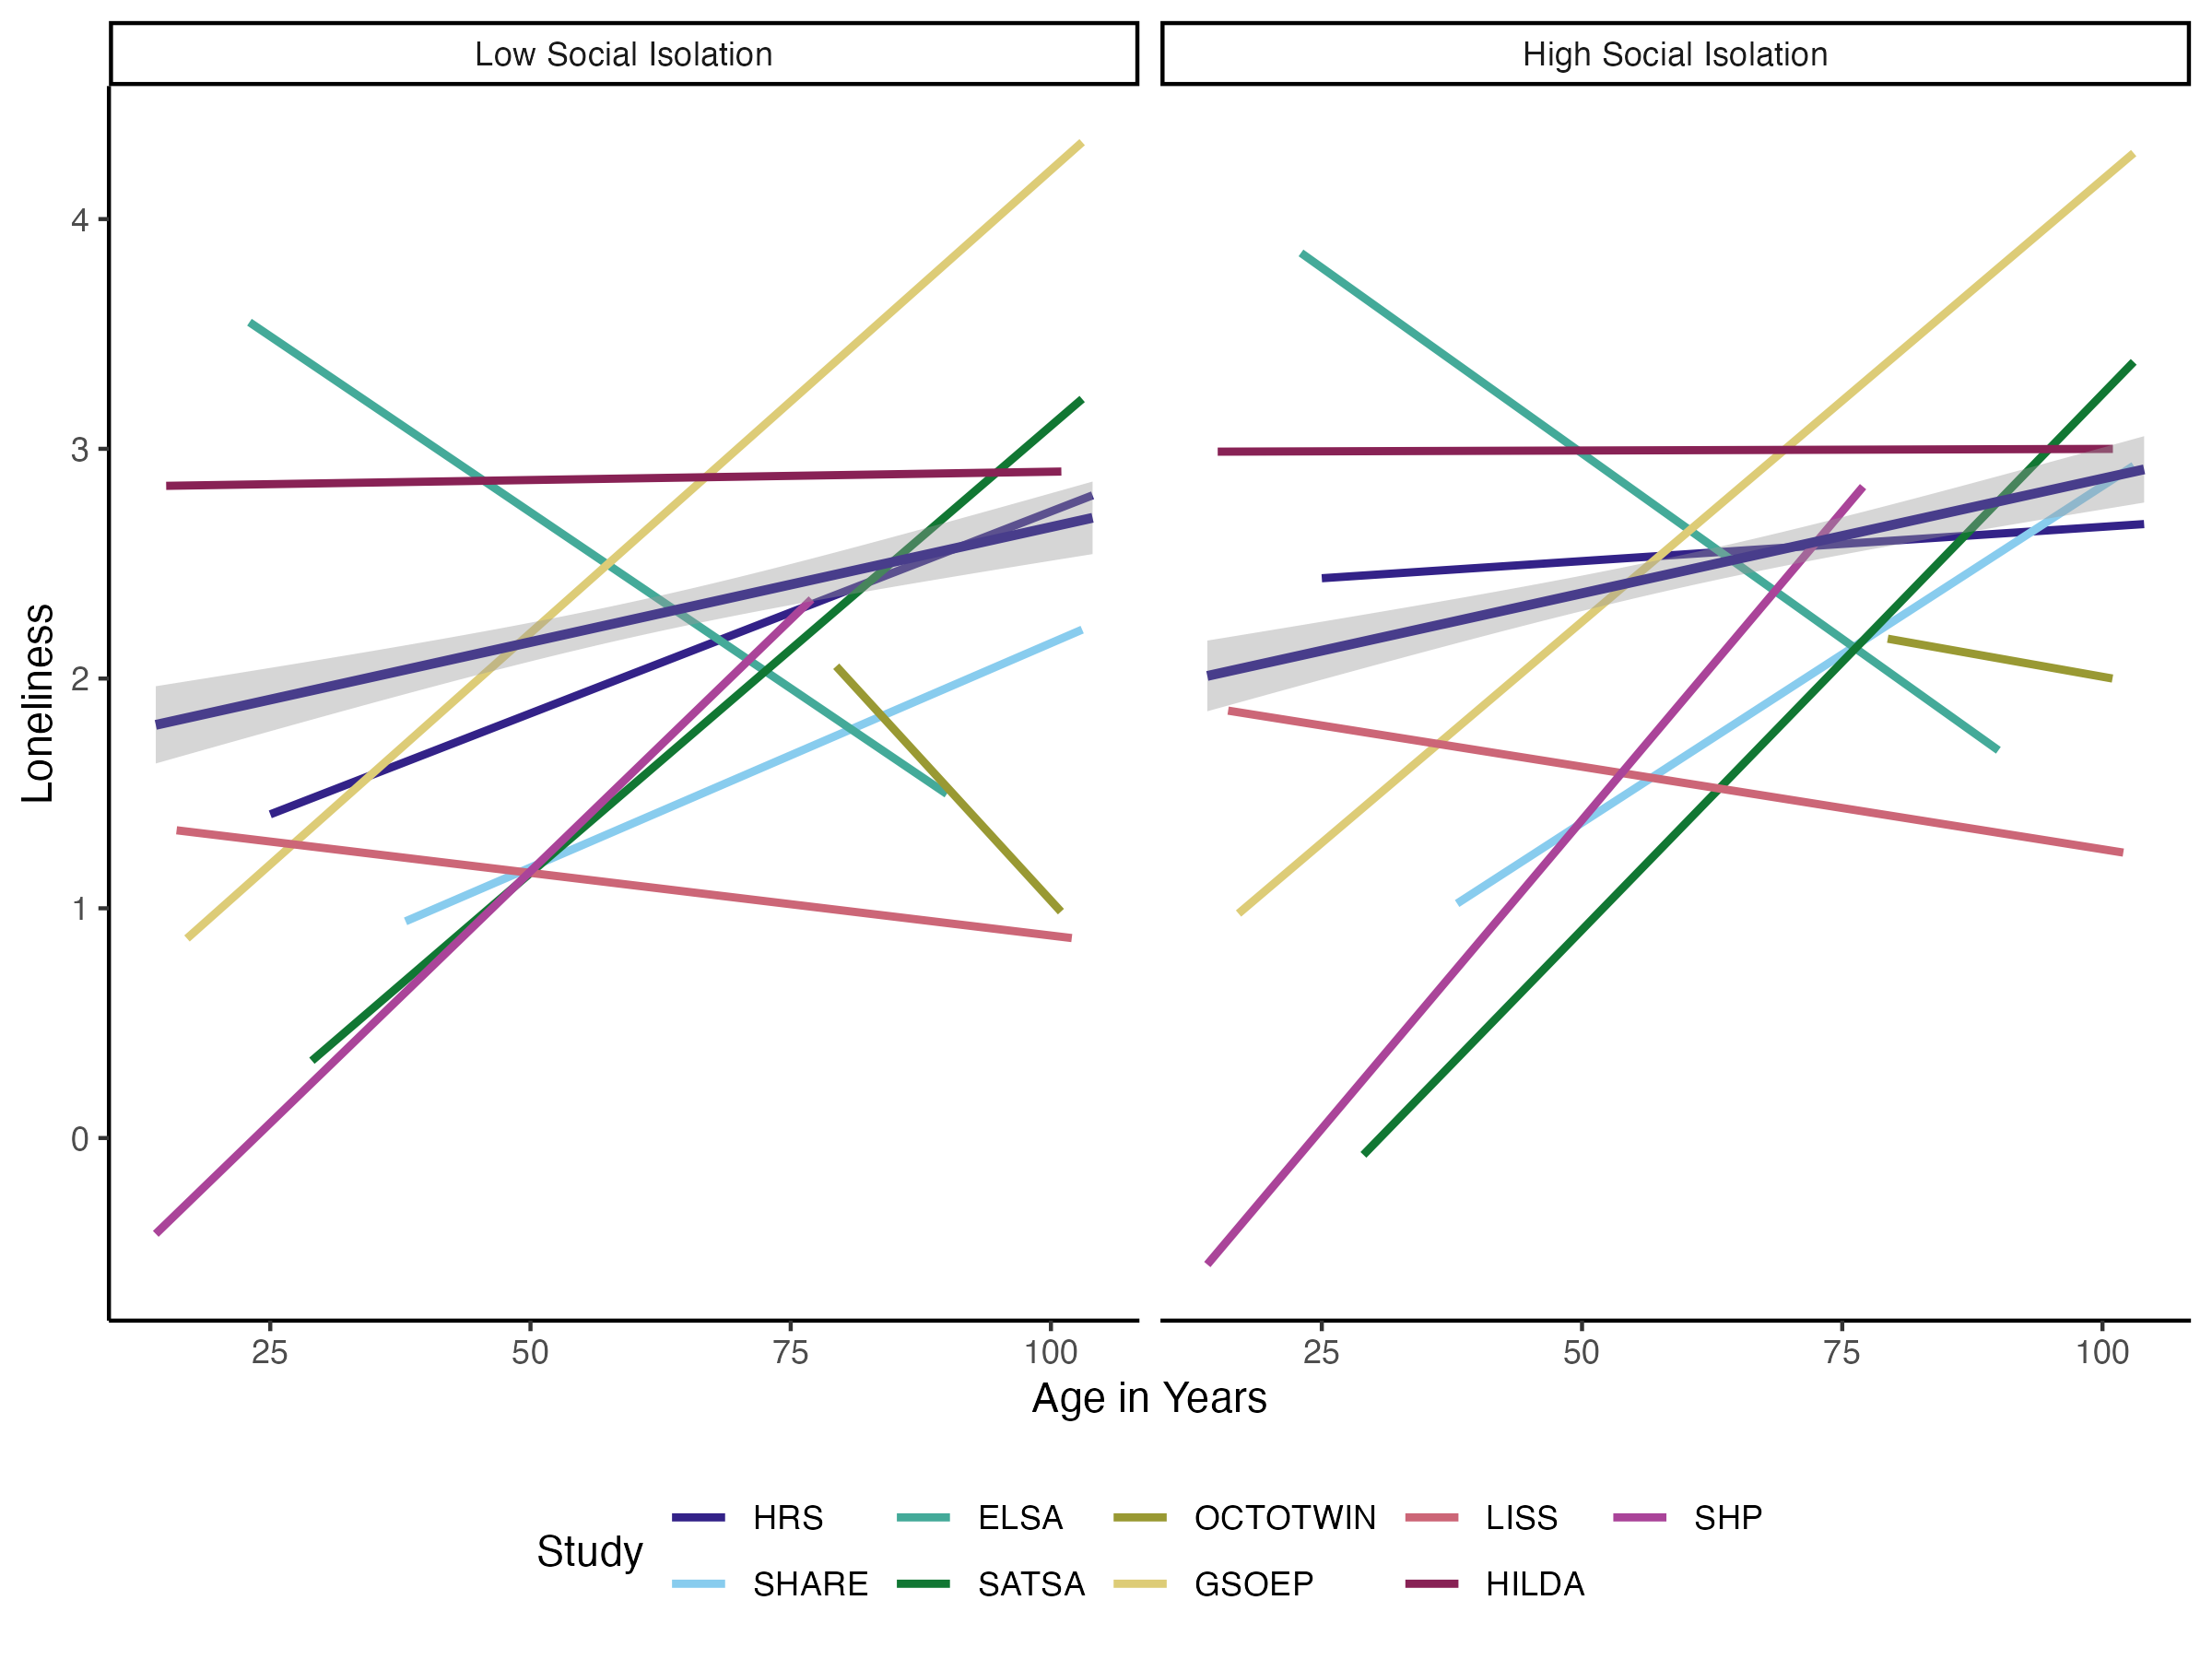 Low Social Isolation
High Social Isolation
Loneliness
4
3
2
1
0
25 50 75 100
25 50 75 100
Age in Years
Study
HRS ELSA OCTOTWIN LISS SHP
SHARE SATSA GSOEP HILDA